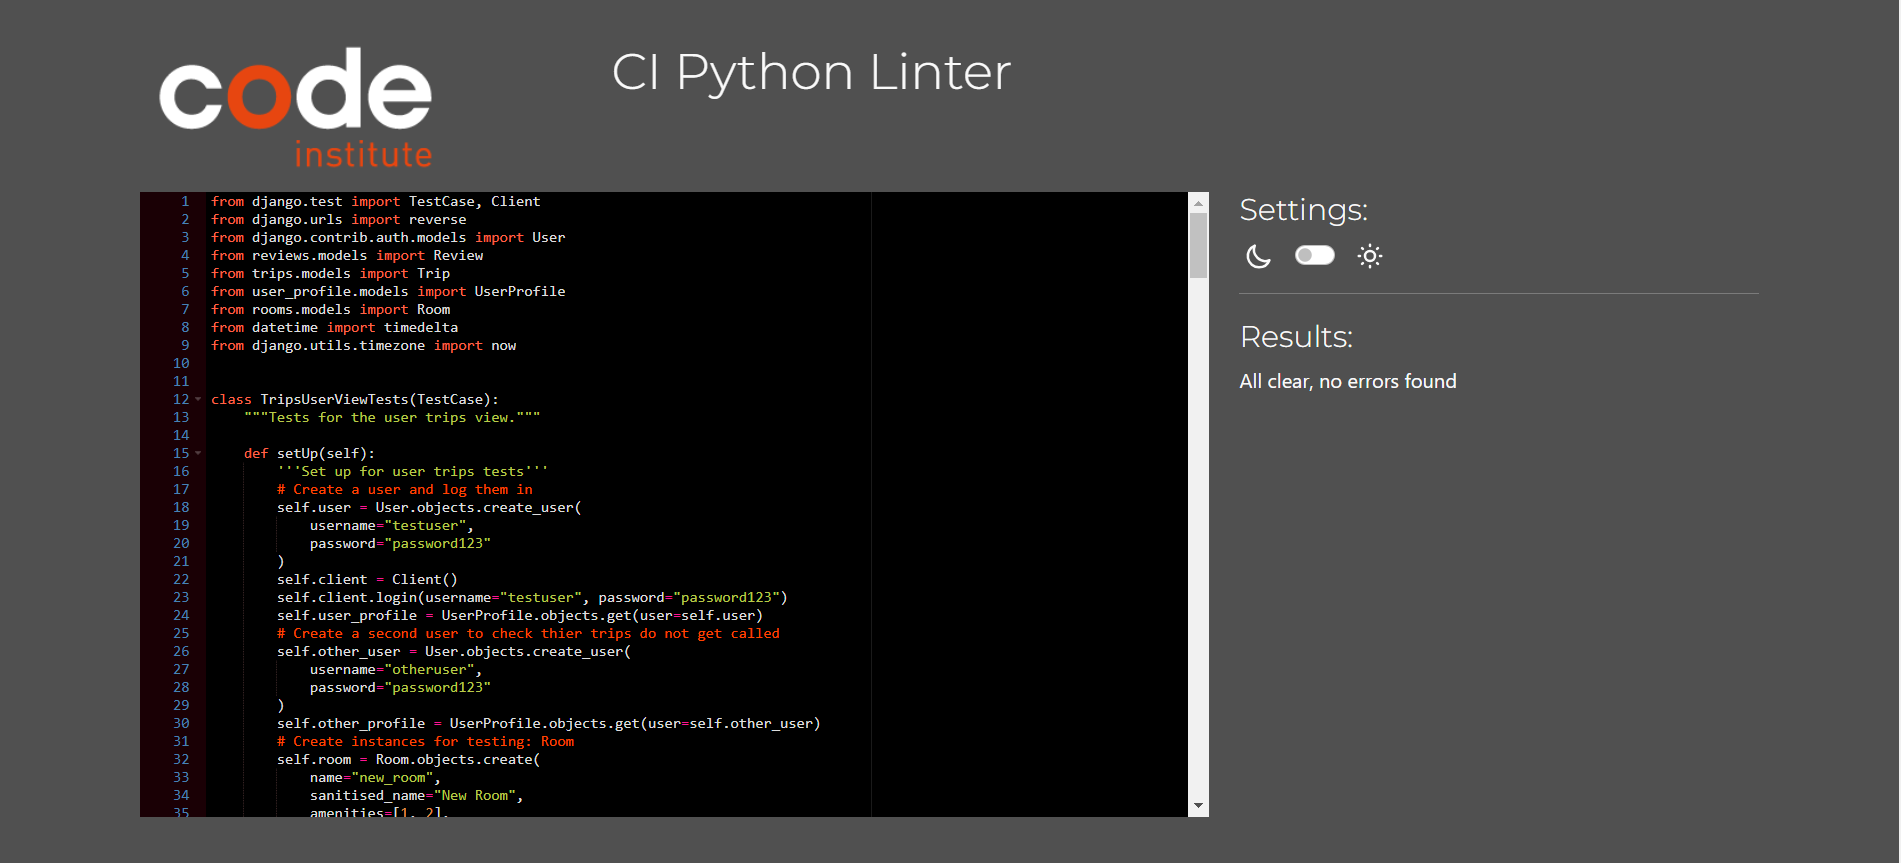 code
institute
CI Python Linter
1 from django.test import TestCase, Client
2 from django.urls import reverse
3 from django.contrib.auth.models import User
4 from reviews.models import Review
5 from trips.models import Trip
6 from user_profile.models import UserProfile
7 from rooms.models import Room
8 from datetime import timedelta
9 from django.utils.timezone import now
10
11
12 class TripsUserViewTests(TestCase):
13     """Tests for the user trips view."""
14
15     def setUp(self):
16         '''Set up for user trips tests'''
17         # Create a user and log them in
18         self.user = User.objects.create_user(
19             username="testuser",
20             password="password123"
21         )
22         self.client = Client()
23         self.client.login(username="testuser", password="password123")
24         self.user_profile = UserProfile.objects.get(user=self.user)
25         # Create a second user to check thier trips do not get called
26         self.other_user = User.objects.create_user(
27             username="otheruser",
28             password="password123"
29         )
30         self.other_profile = UserProfile.objects.get(user=self.other_user)
31         # Create instances for testing: Room
32         self.room = Room.objects.create(
33             name="new_room",
34             sanitised_name="New Room",
35             amenities=[1, 2],
Settings:
Results:
All clear, no errors found